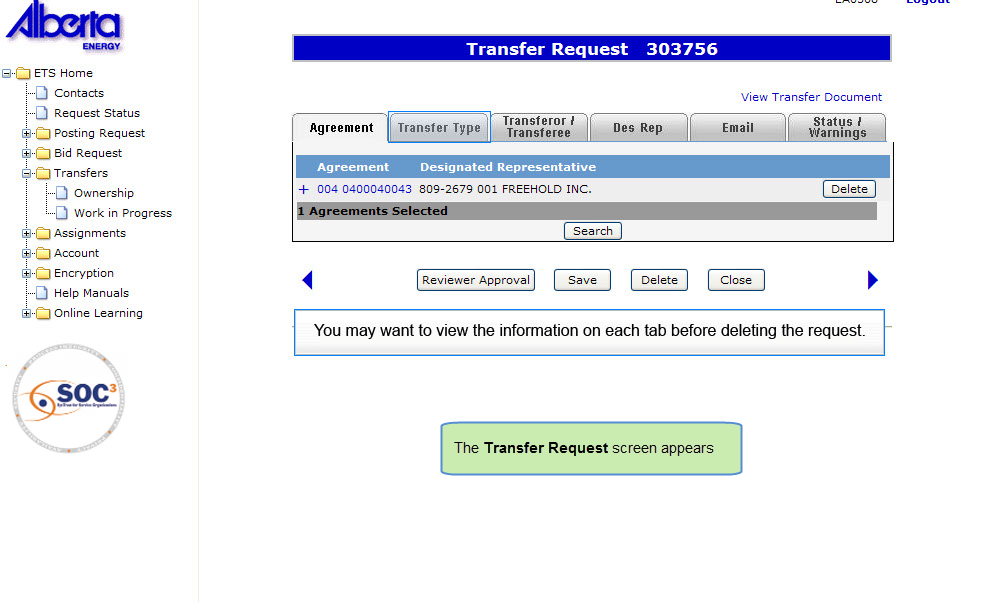 Alberta
ENERGY
Logout
ETS Home
Contacts
Request Status
Posting Request
Bid Request
Transfers
Ownership
Work in Progress
Assignments
Account
Encryption
Help Manuals
Online Learning
SOC3
Transfer Request 303756
View Transfer Document
Agreement
Transfer Type
Transferor /
Transferee
Des Rep
Email
Status /
Warnings
Agreement Designated Representative
+ 004 0400040043 809-2679 001 FREEHOLD INC. Delete
1 Agreements Selected
Search
Reviewer Approval Save Delete Close
You may want to view the information on each tab before deleting the request.
The Transfer Request screen appears